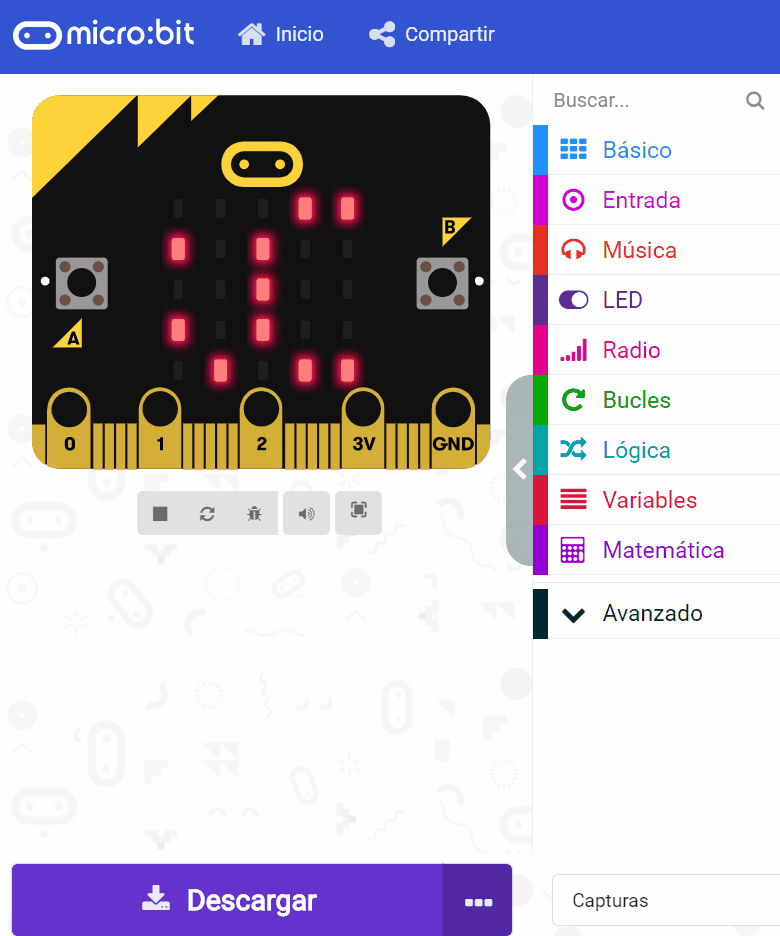 micro:bit Inicio Compartir
Buscar...
Básico
Entrada
Música
LED
Radio
Bucles
Lógica
Variables
Matemática
Avanzado
B
A
0 1 2 3V GND
Descargar
Capturas